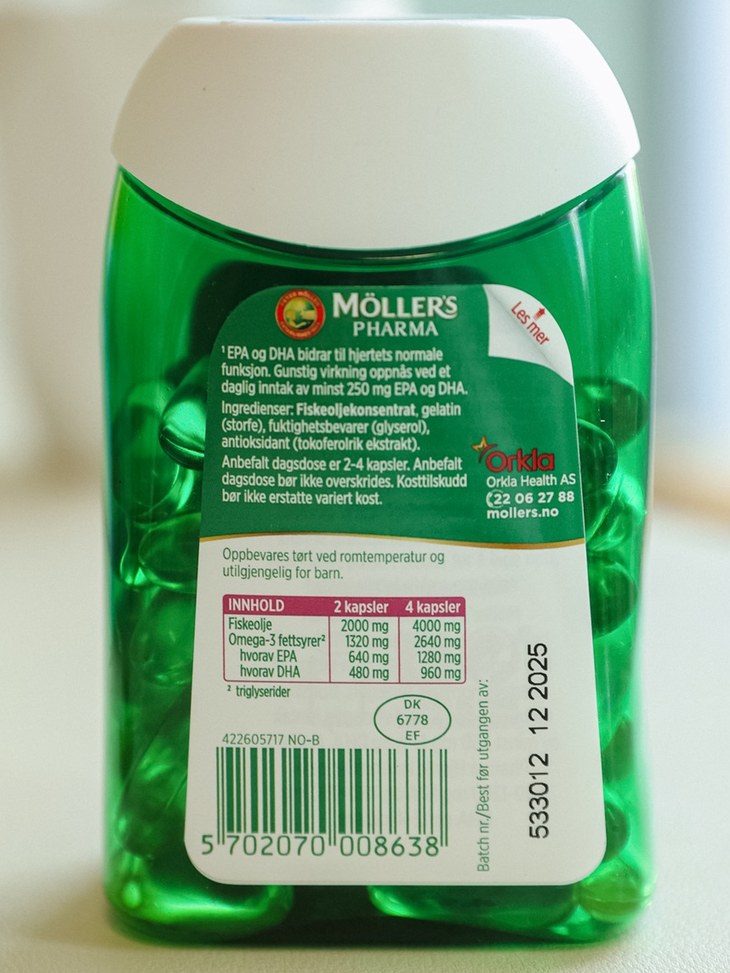 MÖLLER'S
PHARMA
Les mer
¹ EPA og DHA bidrar til hjertets normale
funksjon. Gunstig virkning oppnås ved et
daglig inntak av minst 250 mg EPA og DHA.
Ingredienser: Fiskeoljekonsentrat, gelatin
(storfe), fuktighetsbevarer (glyserol),
antioksidant (tokoferolrik ekstrakt).
Anbefalt dagsdose er 2-4 kapsler. Anbefalt
dagsdose bør ikke overskrides. Kosttilskudd
bør ikke erstatte variert kost.
Orkla
Orkla Health AS
22 06 27 88
mollers.no
Oppbevares tørt ved romtemperatur og
utilgjengelig for barn.
INNHOLD 2 kapsler 4 kapsler
Fiskeolje 2000 mg 4000 mg
Omega-3 fettsyrer² 1320 mg 2640 mg
hvorav EPA 640 mg 1280 mg
hvorav DHA 480 mg 960 mg
² triglyserider
DK
6778
EF
422605717 NO-B
5 702070 008638
Batch nr./Best før utgangen av:
533012 12 2025